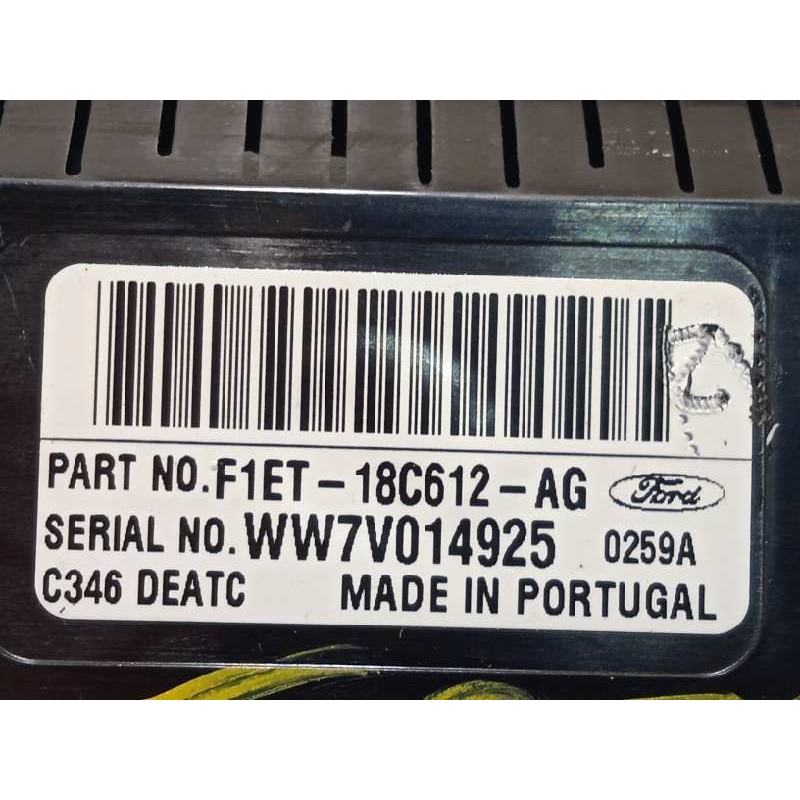 PART NO. F1ET-18C612-AG Ford
SERIAL NO. WW7V014925 0259A
C346 DEATC MADE IN PORTUGAL